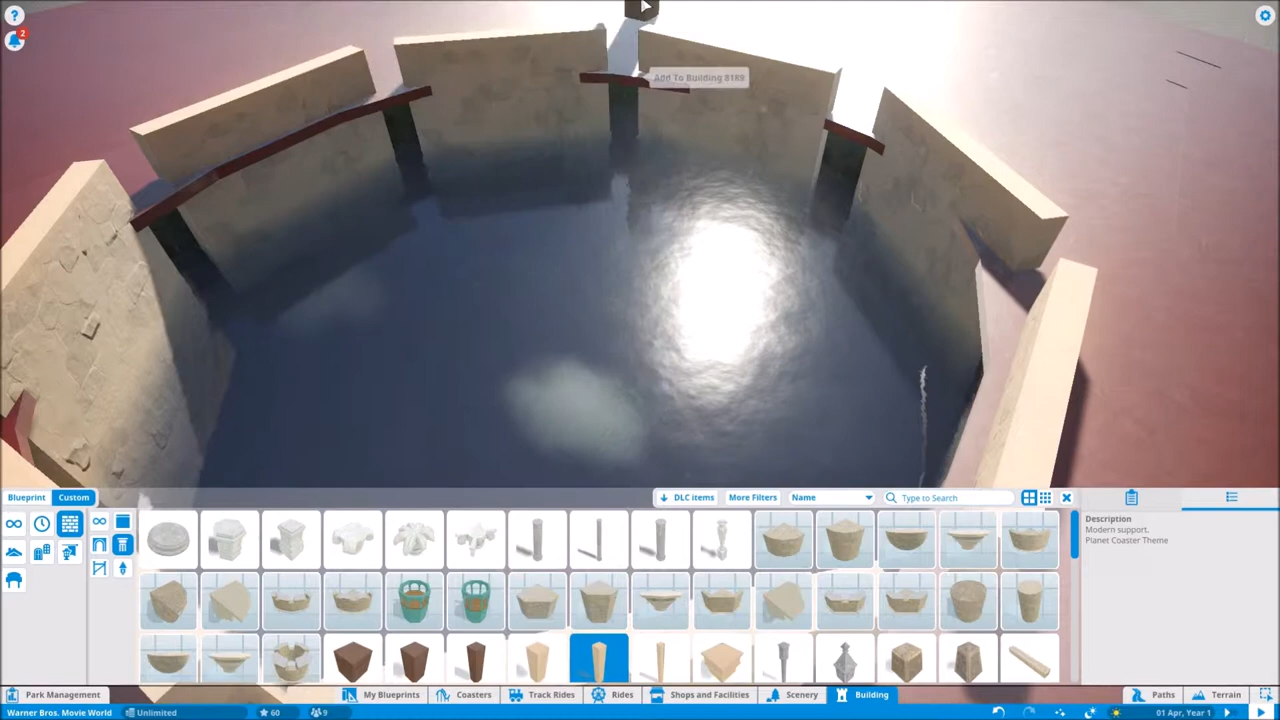 ?
2
Add To Building 8189
Blueprint
Custom
DLC items
More Filters
Name
Type to Search
Description
Modern support.
Planet Coaster Theme
Park Management
My Blueprints
Coasters
Track Rides
Rides
Shops and Facilities
Scenery
Building
Paths
Terrain
Warner Bros. Movie World
Unlimited
60
9
01 Apr, Year 1